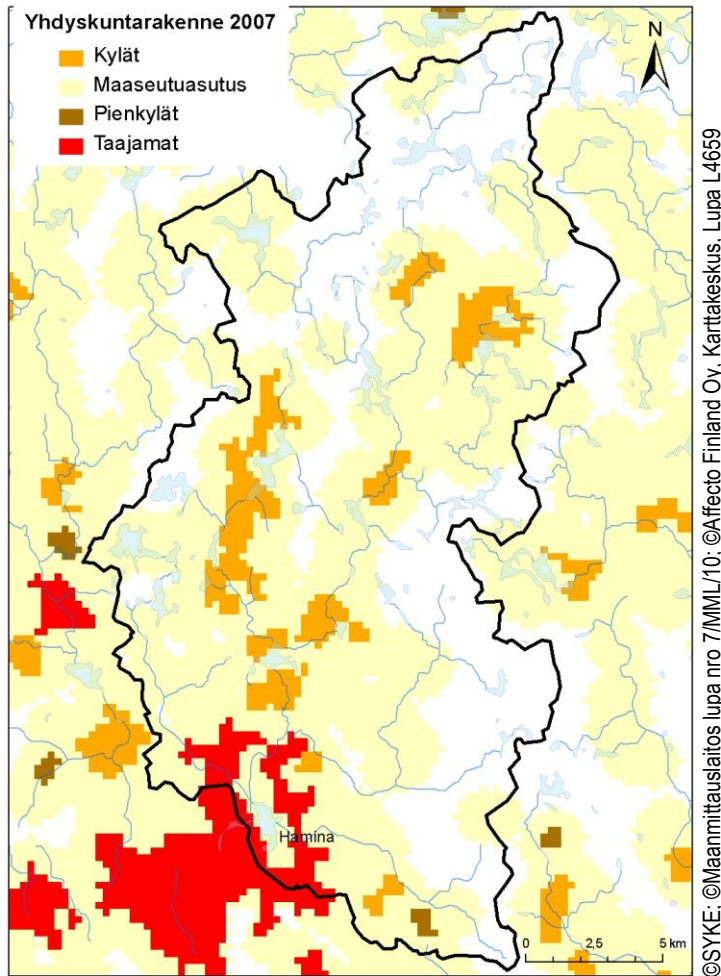 Yhdyskuntarakenne 2007
Kylät
Maaseutuasutus
Pienkylät
Taajamat
N
Hamina
0 2,5 5 km
©SYKE; ©Maanmittauslaitos lupa nro 7/MML/10; ©Affecto Finland Oy, Karttakeskus, Lupa L4659